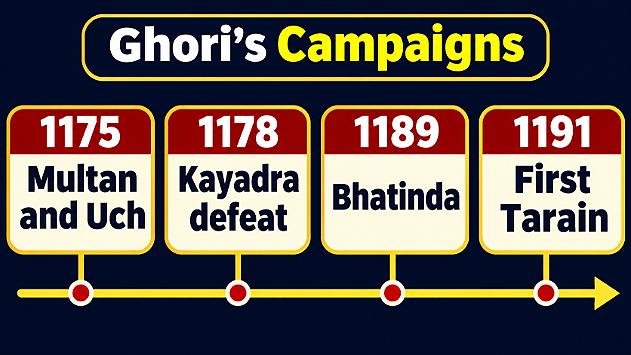 Ghori’s Campaigns
1175
Multan
and Uch
1178
Kayadra
defeat
1189
Bhatinda
1191
First
Tarain